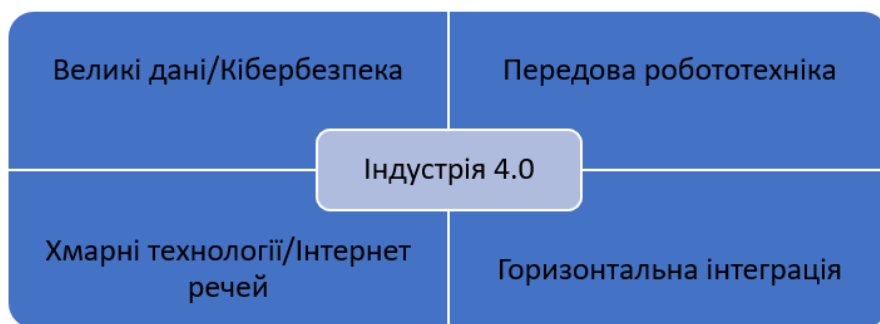 Великі дані/Кібербезпека
Передова робототехніка
Індустрія 4.0
Хмарні технології/Інтернет
речей
Горизонтальна інтеграція